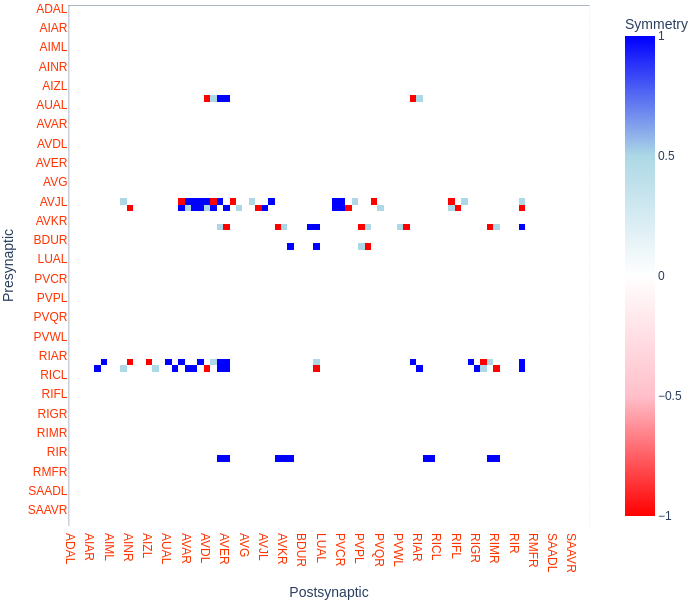 Symmetry
1
0.5
0
−0.5
−1
Presynaptic
ADAL
AIAR
AIML
AINR
AIZL
AUAL
AVAR
AVDL
AVER
AVG
AVJL
AVKR
BDUR
LUAL
PVCR
PVPL
PVQR
PVWL
RIAR
RICL
RIFL
RIGR
RIMR
RIR
RMFR
SAADL
SAAVR
ADAL
AIAR
AIML
AINR
AIZL
AUAL
AVAR
AVDL
AVER
AVG
AVJL
AVKR
BDUR
LUAL
PVCR
PVPL
PVQR
PVWL
RIAR
RICL
RIFL
RIGR
RIMR
RIR
RMFR
SAADL
SAAVR
Postsynaptic